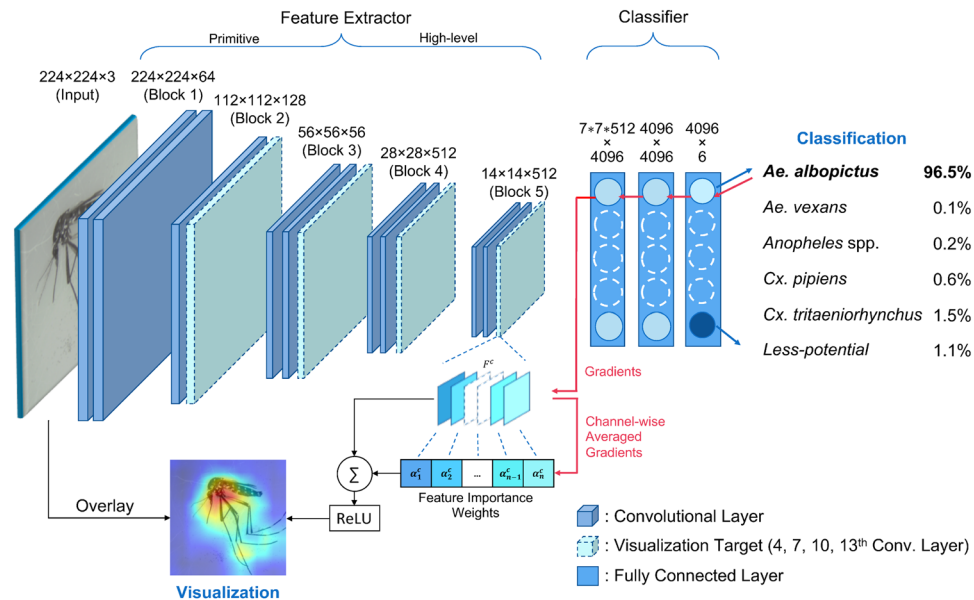 Feature Extractor
Classifier
Primitive
High-level
224×224×3
(Input)
224×224×64
(Block 1)
112×112×128
(Block 2)
56×56×56
(Block 3)
28×28×512
(Block 4)
14×14×512
(Block 5)
7*7*512
×
4096
4096
×
4096
4096
×
6
Classification
Ae. albopictus 96.5%
Ae. vexans 0.1%
Anopheles spp. 0.2%
Cx. pipiens 0.6%
Cx. tritaeniorhynchus 1.5%
Less-potential 1.1%
F^c
Gradients
Channel-wise
Averaged
Gradients
∑
α₁ᶜ α₂ᶜ ... αₙ₋₁ᶜ αₙᶜ
Feature Importance
Weights
ReLU
Overlay
Visualization
: Convolutional Layer
: Visualization Target (4, 7, 10, 13th Conv. Layer)
: Fully Connected Layer